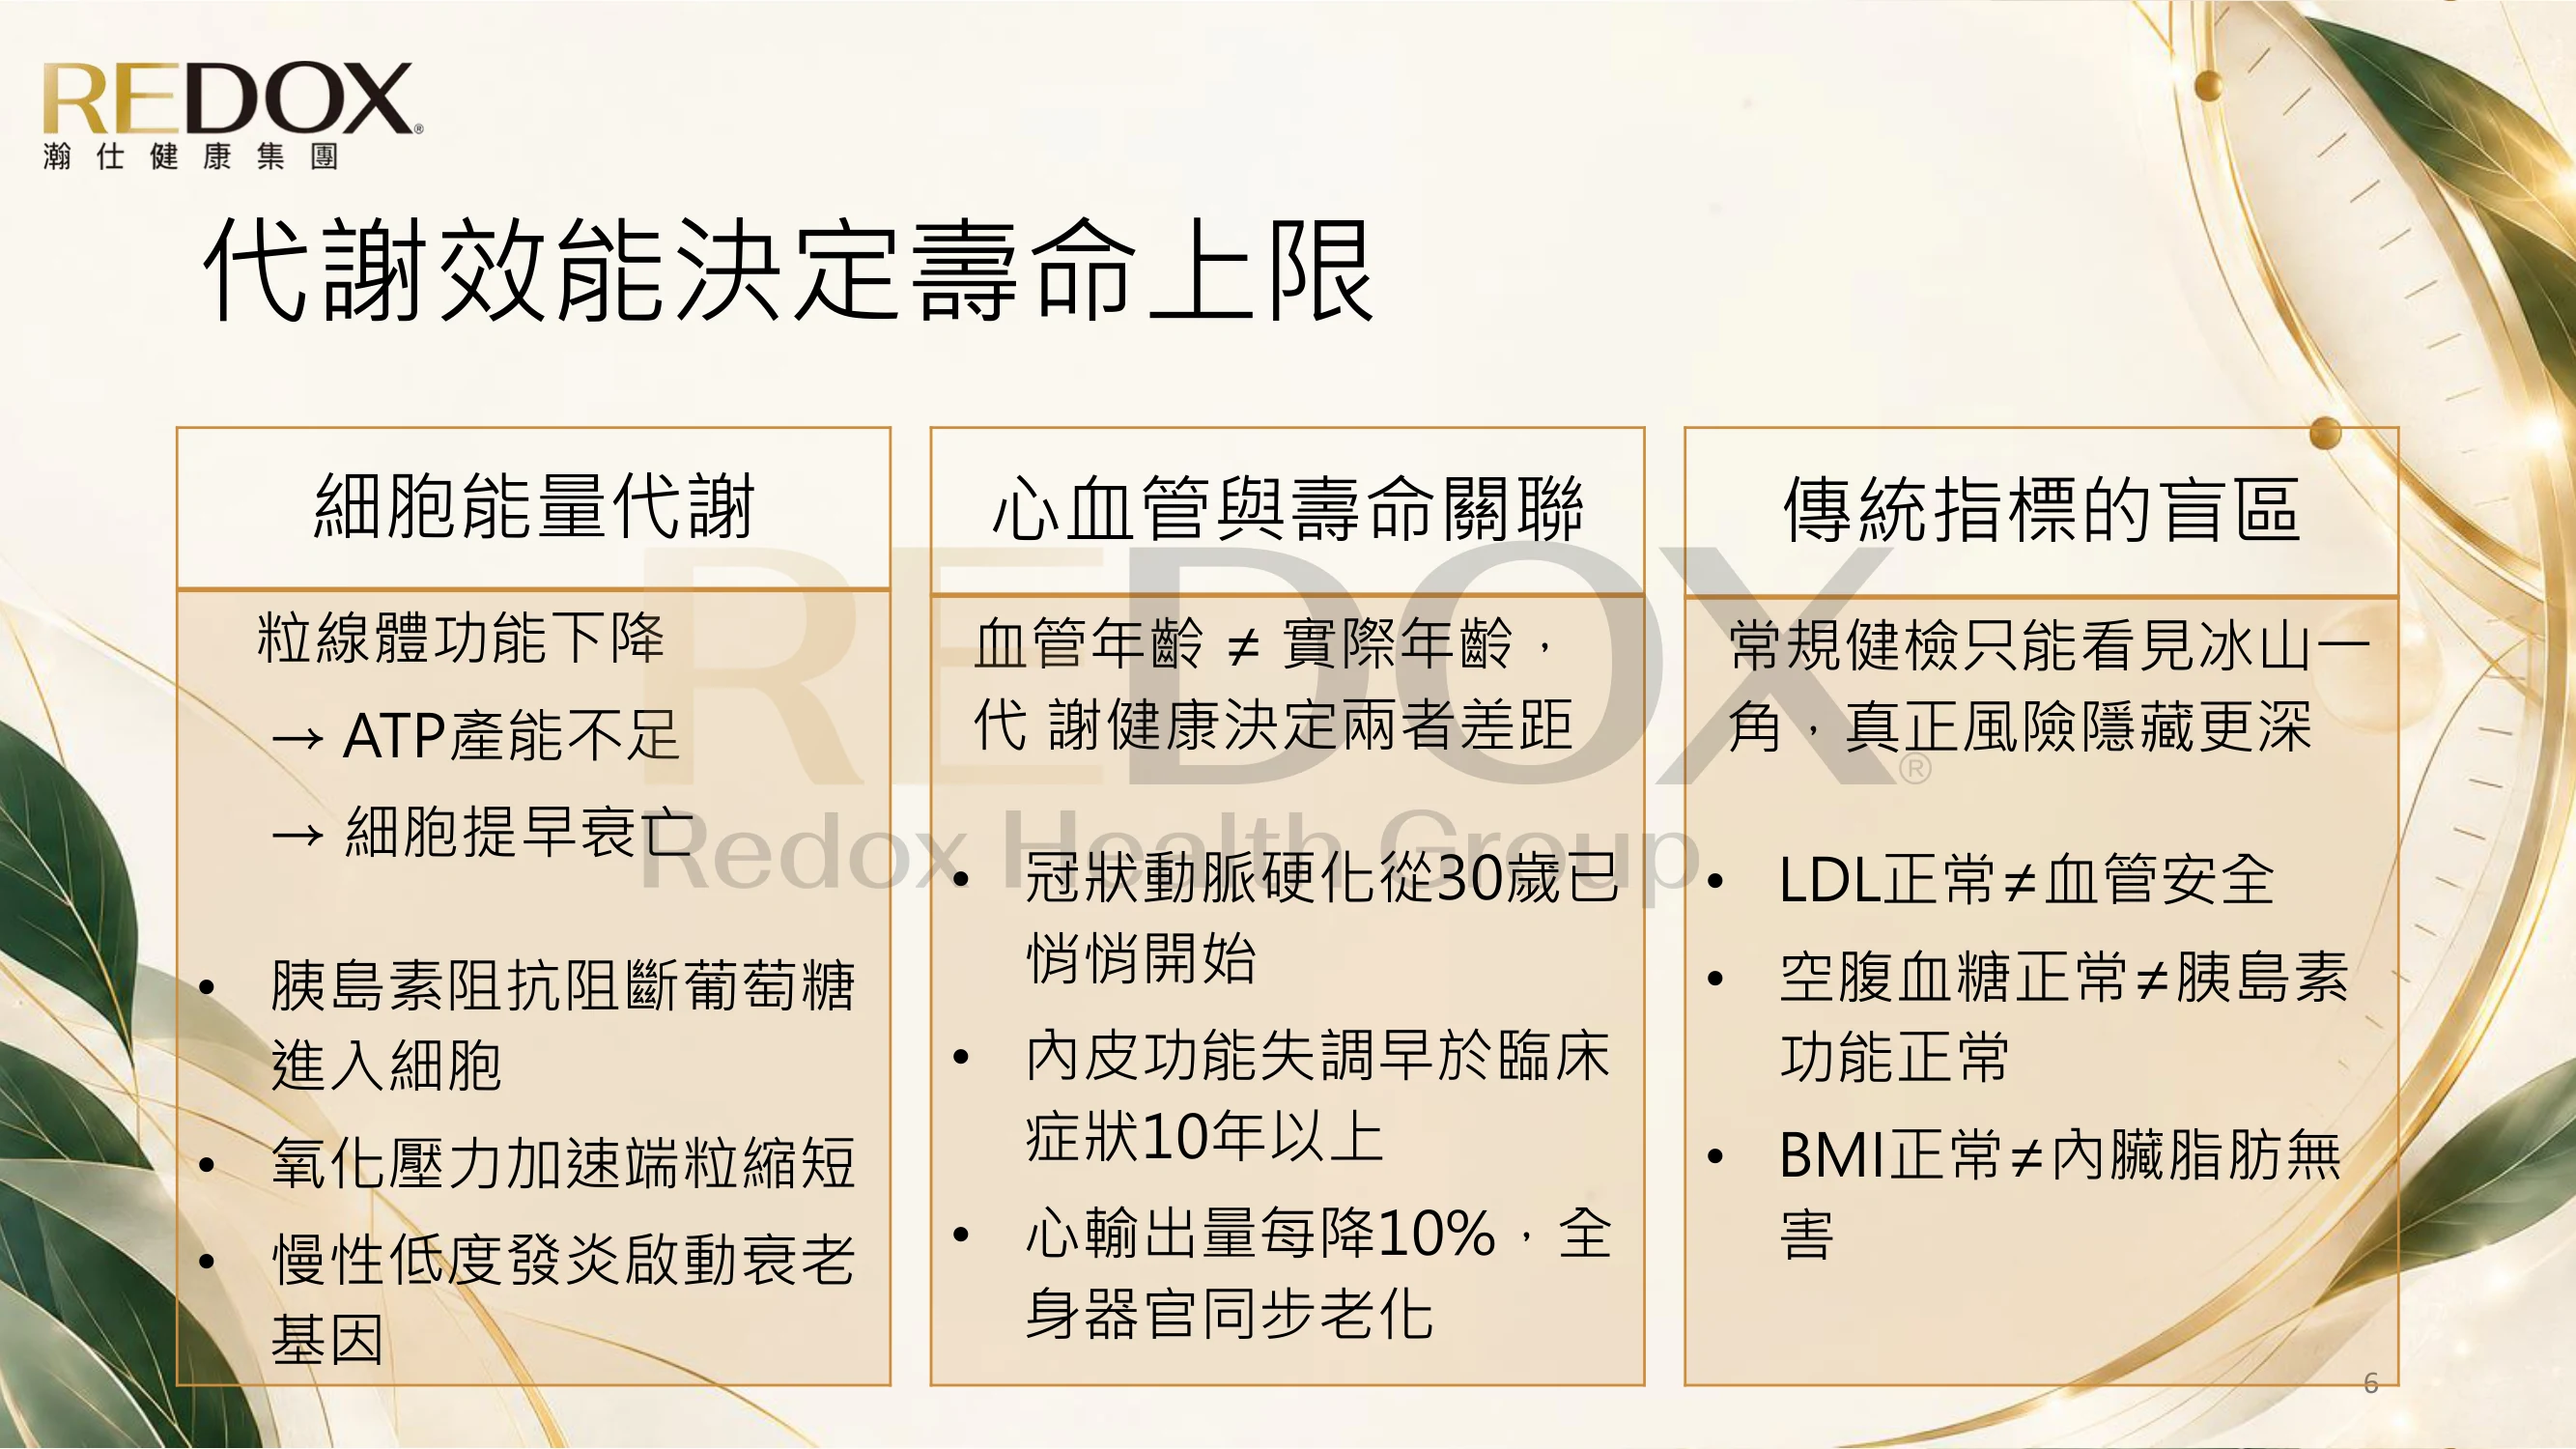 REDOX®
瀚仕健康集團
代謝效能決定壽命上限
細胞能量代謝
粒線體功能下降
→ ATP產能不足
→ 細胞提早衰亡
• 胰島素阻抗阻斷葡萄糖
進入細胞
• 氧化壓力加速端粒縮短
• 慢性低度發炎啟動衰老
基因
心血管與壽命關聯
血管年齡 ≠ 實際年齡，
代 謝健康決定兩者差距
• 冠狀動脈硬化從30歲已
悄悄開始
• 內皮功能失調早於臨床
症狀10年以上
• 心輸出量每降10%，全
身器官同步老化
傳統指標的盲區
常規健檢只能看見冰山一
角，真正風險隱藏更深
• LDL正常≠血管安全
• 空腹血糖正常≠胰島素
功能正常
• BMI正常≠內臟脂肪無
害
REDOX®
Redox Health Group
6